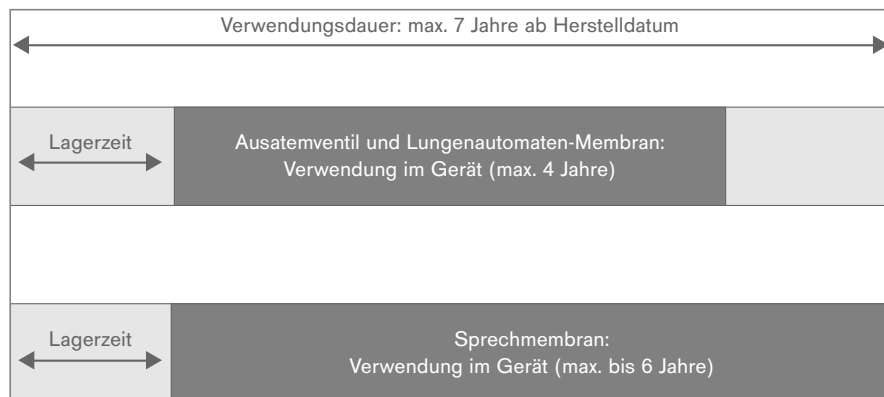 Verwendungsdauer: max. 7 Jahre ab Herstelldatum
Lagerzeit
Ausatemventil und Lungenautomaten-Membran:
Verwendung im Gerät (max. 4 Jahre)
Lagerzeit
Sprechmembran:
Verwendung im Gerät (max. bis 6 Jahre)